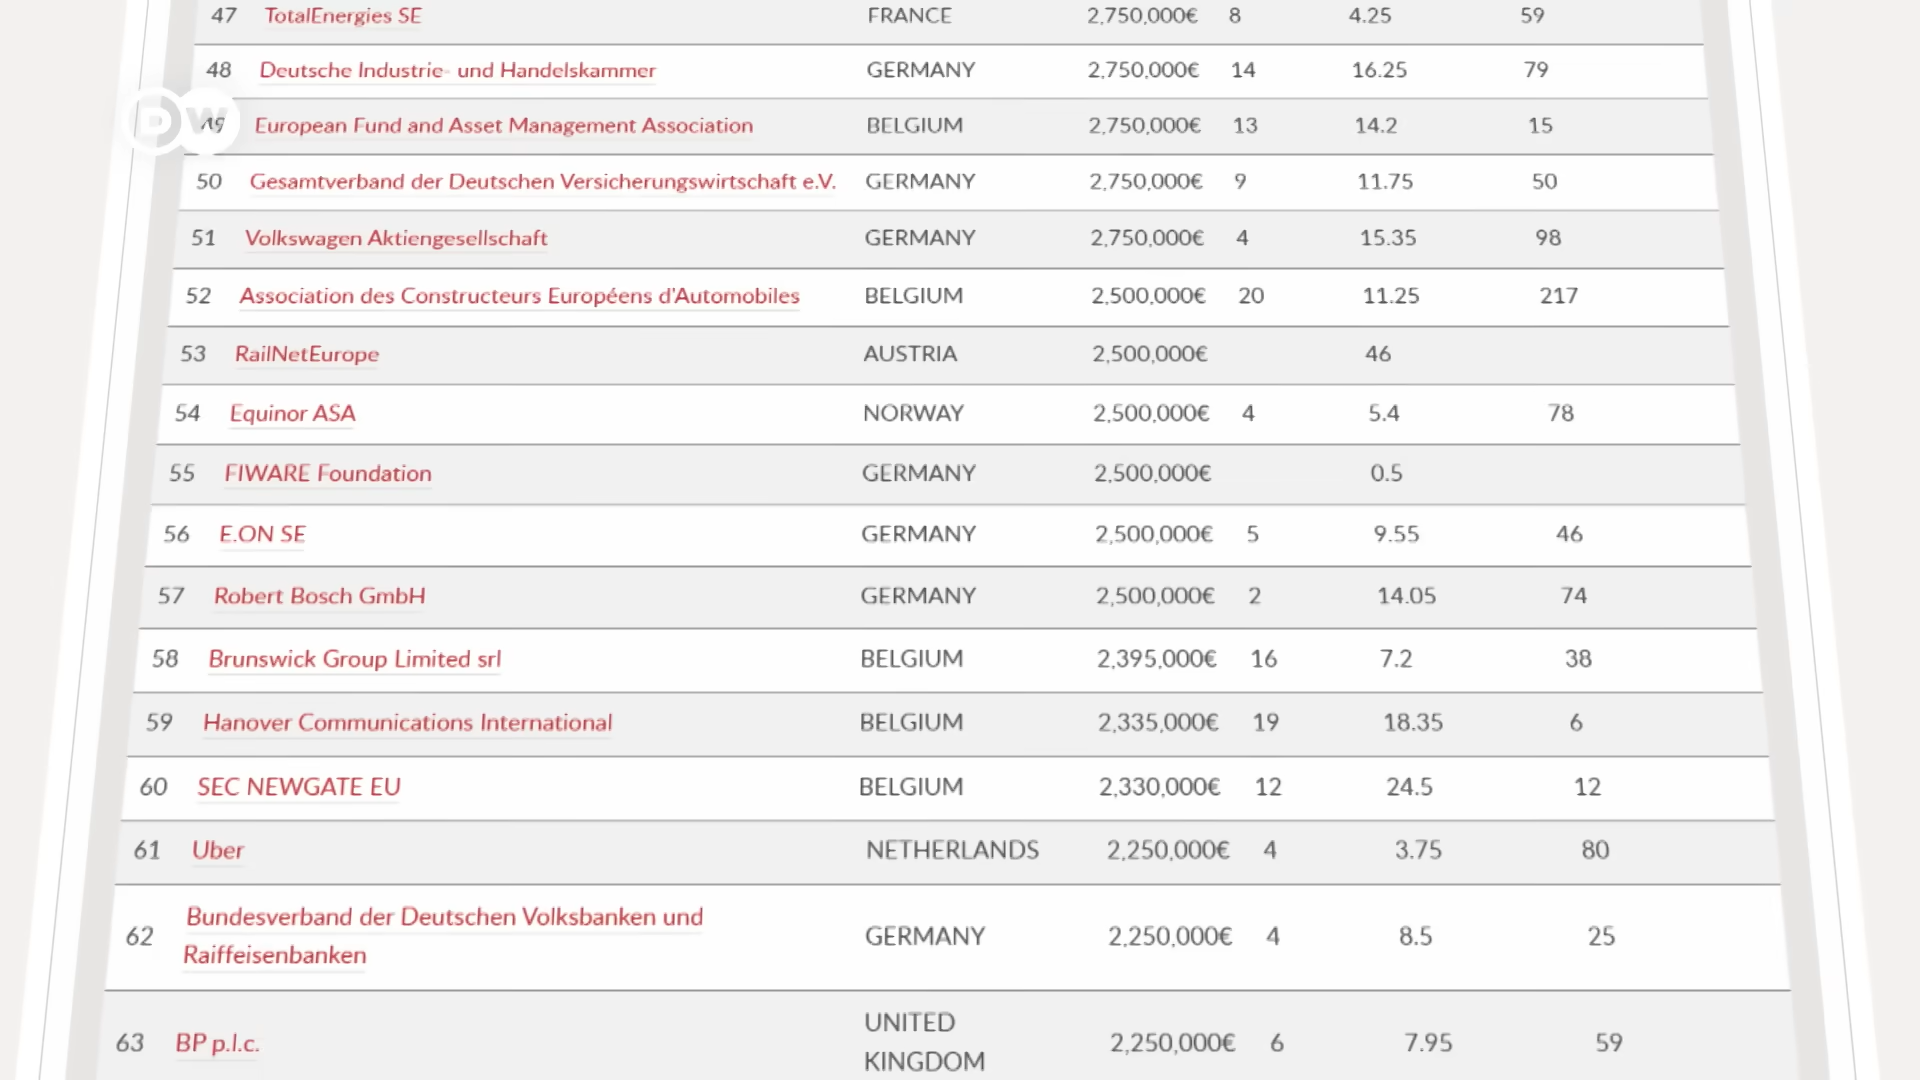 47 TotalEnergies SE FRANCE 2,750,000€ 8 4.25 59
48 Deutsche Industrie- und Handelskammer GERMANY 2,750,000€ 14 16.25 79
DW
49 European Fund and Asset Management Association BELGIUM 2,750,000€ 13 14.2 15
50 Gesamtverband der Deutschen Versicherungswirtschaft e.V. GERMANY 2,750,000€ 9 11.75 50
51 Volkswagen Aktiengesellschaft GERMANY 2,750,000€ 4 15.35 98
52 Association des Constructeurs Européens d'Automobiles BELGIUM 2,500,000€ 20 11.25 217
53 RailNetEurope AUSTRIA 2,500,000€ 46
54 Equinor ASA NORWAY 2,500,000€ 4 5.4 78
55 FIWARE Foundation GERMANY 2,500,000€ 0.5
56 E.ON SE GERMANY 2,500,000€ 5 9.55 46
57 Robert Bosch GmbH GERMANY 2,500,000€ 2 14.05 74
58 Brunswick Group Limited srl BELGIUM 2,395,000€ 16 7.2 38
59 Hanover Communications International BELGIUM 2,335,000€ 19 18.35 6
60 SEC NEWGATE EU BELGIUM 2,330,000€ 12 24.5 12
61 Uber NETHERLANDS 2,250,000€ 4 3.75 80
62 Bundesverband der Deutschen Volksbanken und
Raiffeisenbanken GERMANY 2,250,000€ 4 8.5 25
63 BP p.l.c. UNITED
KINGDOM 2,250,000€ 6 7.95 59